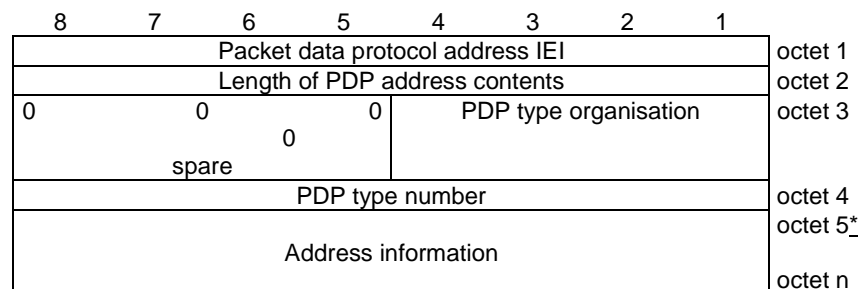 8 7 6 5 4 3 2 1
Packet data protocol address IEI octet 1
Length of PDP address contents octet 2
0 0 0 PDP type organisation octet 3
0
spare
PDP type number octet 4
octet 5*
Address information
octet n